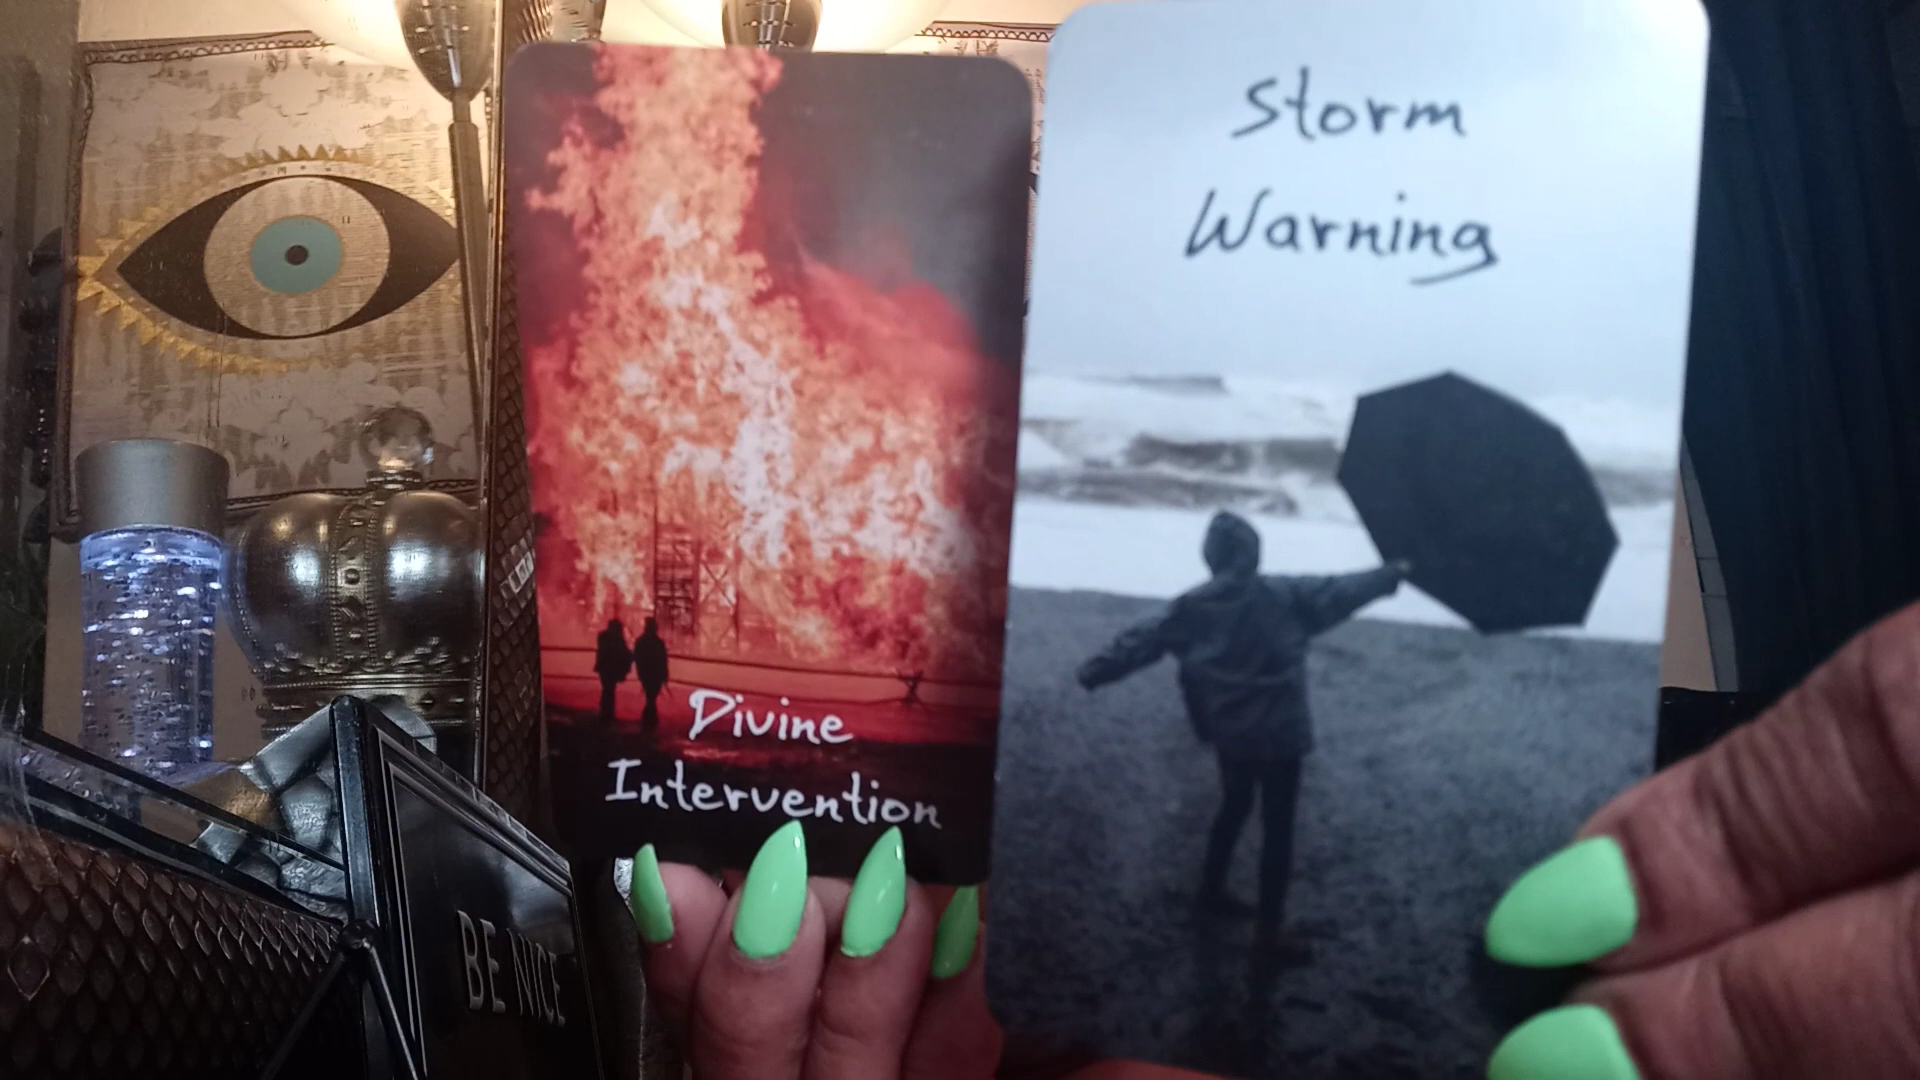 Storm
Warning
Divine
Intervention
BE NICE